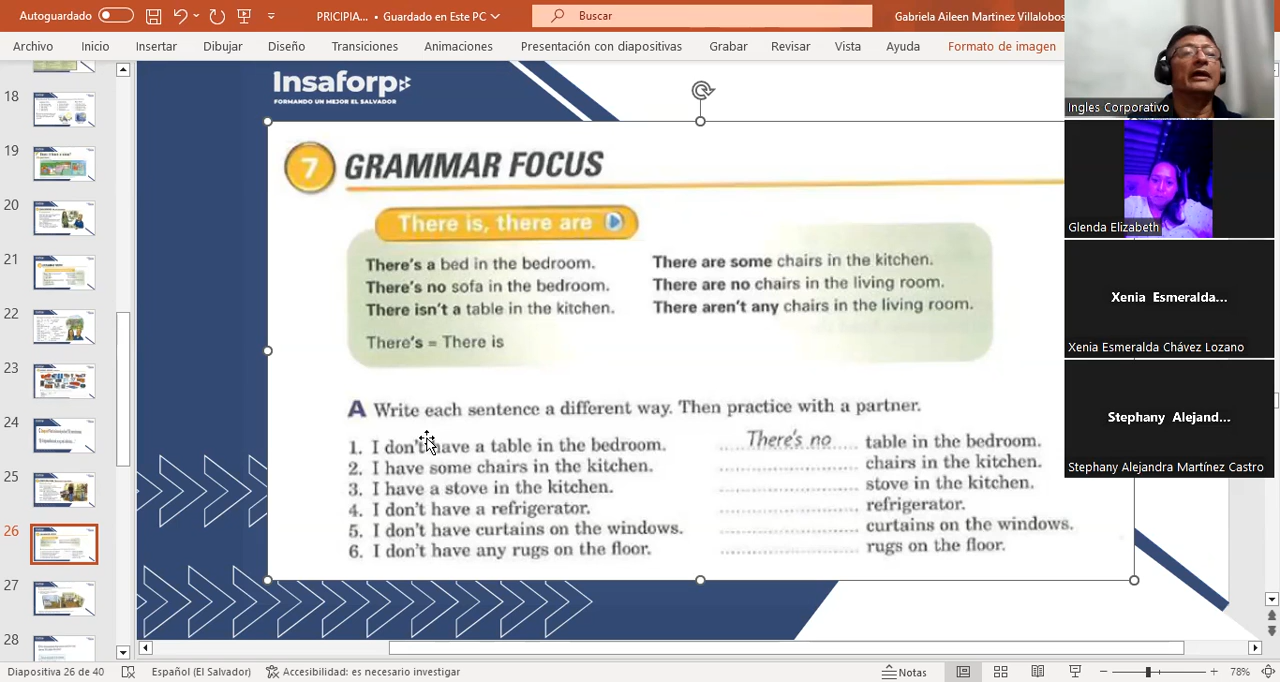 Autoguardado
PRICIPIA... • Guardado en Este PC
Buscar
Gabriela Aileen Martinez Villalobos
Archivo Inicio Insertar Dibujar Diseño Transiciones Animaciones Presentación con diapositivas Grabar Revisar Vista Ayuda Formato de imagen
18
19
20
21
22
23
24
25
26
27
28
Insaforp
FORMANDO UN MEJOR EL SALVADOR
7 GRAMMAR FOCUS
There is, there are
There's a bed in the bedroom.
There's no sofa in the bedroom.
There isn't a table in the kitchen.
There's = There is
There are some chairs in the kitchen.
There are no chairs in the living room.
There aren't any chairs in the living room.
A Write each sentence a different way. Then practice with a partner.
1. I don't have a table in the bedroom. There's no table in the bedroom.
2. I have some chairs in the kitchen. chairs in the kitchen.
3. I have a stove in the kitchen. stove in the kitchen.
4. I don't have a refrigerator. refrigerator.
5. I don't have curtains on the windows. curtains on the windows.
6. I don't have any rugs on the floor. rugs on the floor.
Ingles Corporativo
Glenda Elizabeth
Xenia Esmeralda...
Xenia Esmeralda Chávez Lozano
Stephany Alejand...
Stephany Alejandra Martínez Castro
Diapositiva 26 de 40 Español (El Salvador) Accesibilidad: es necesario investigar Notas 78%